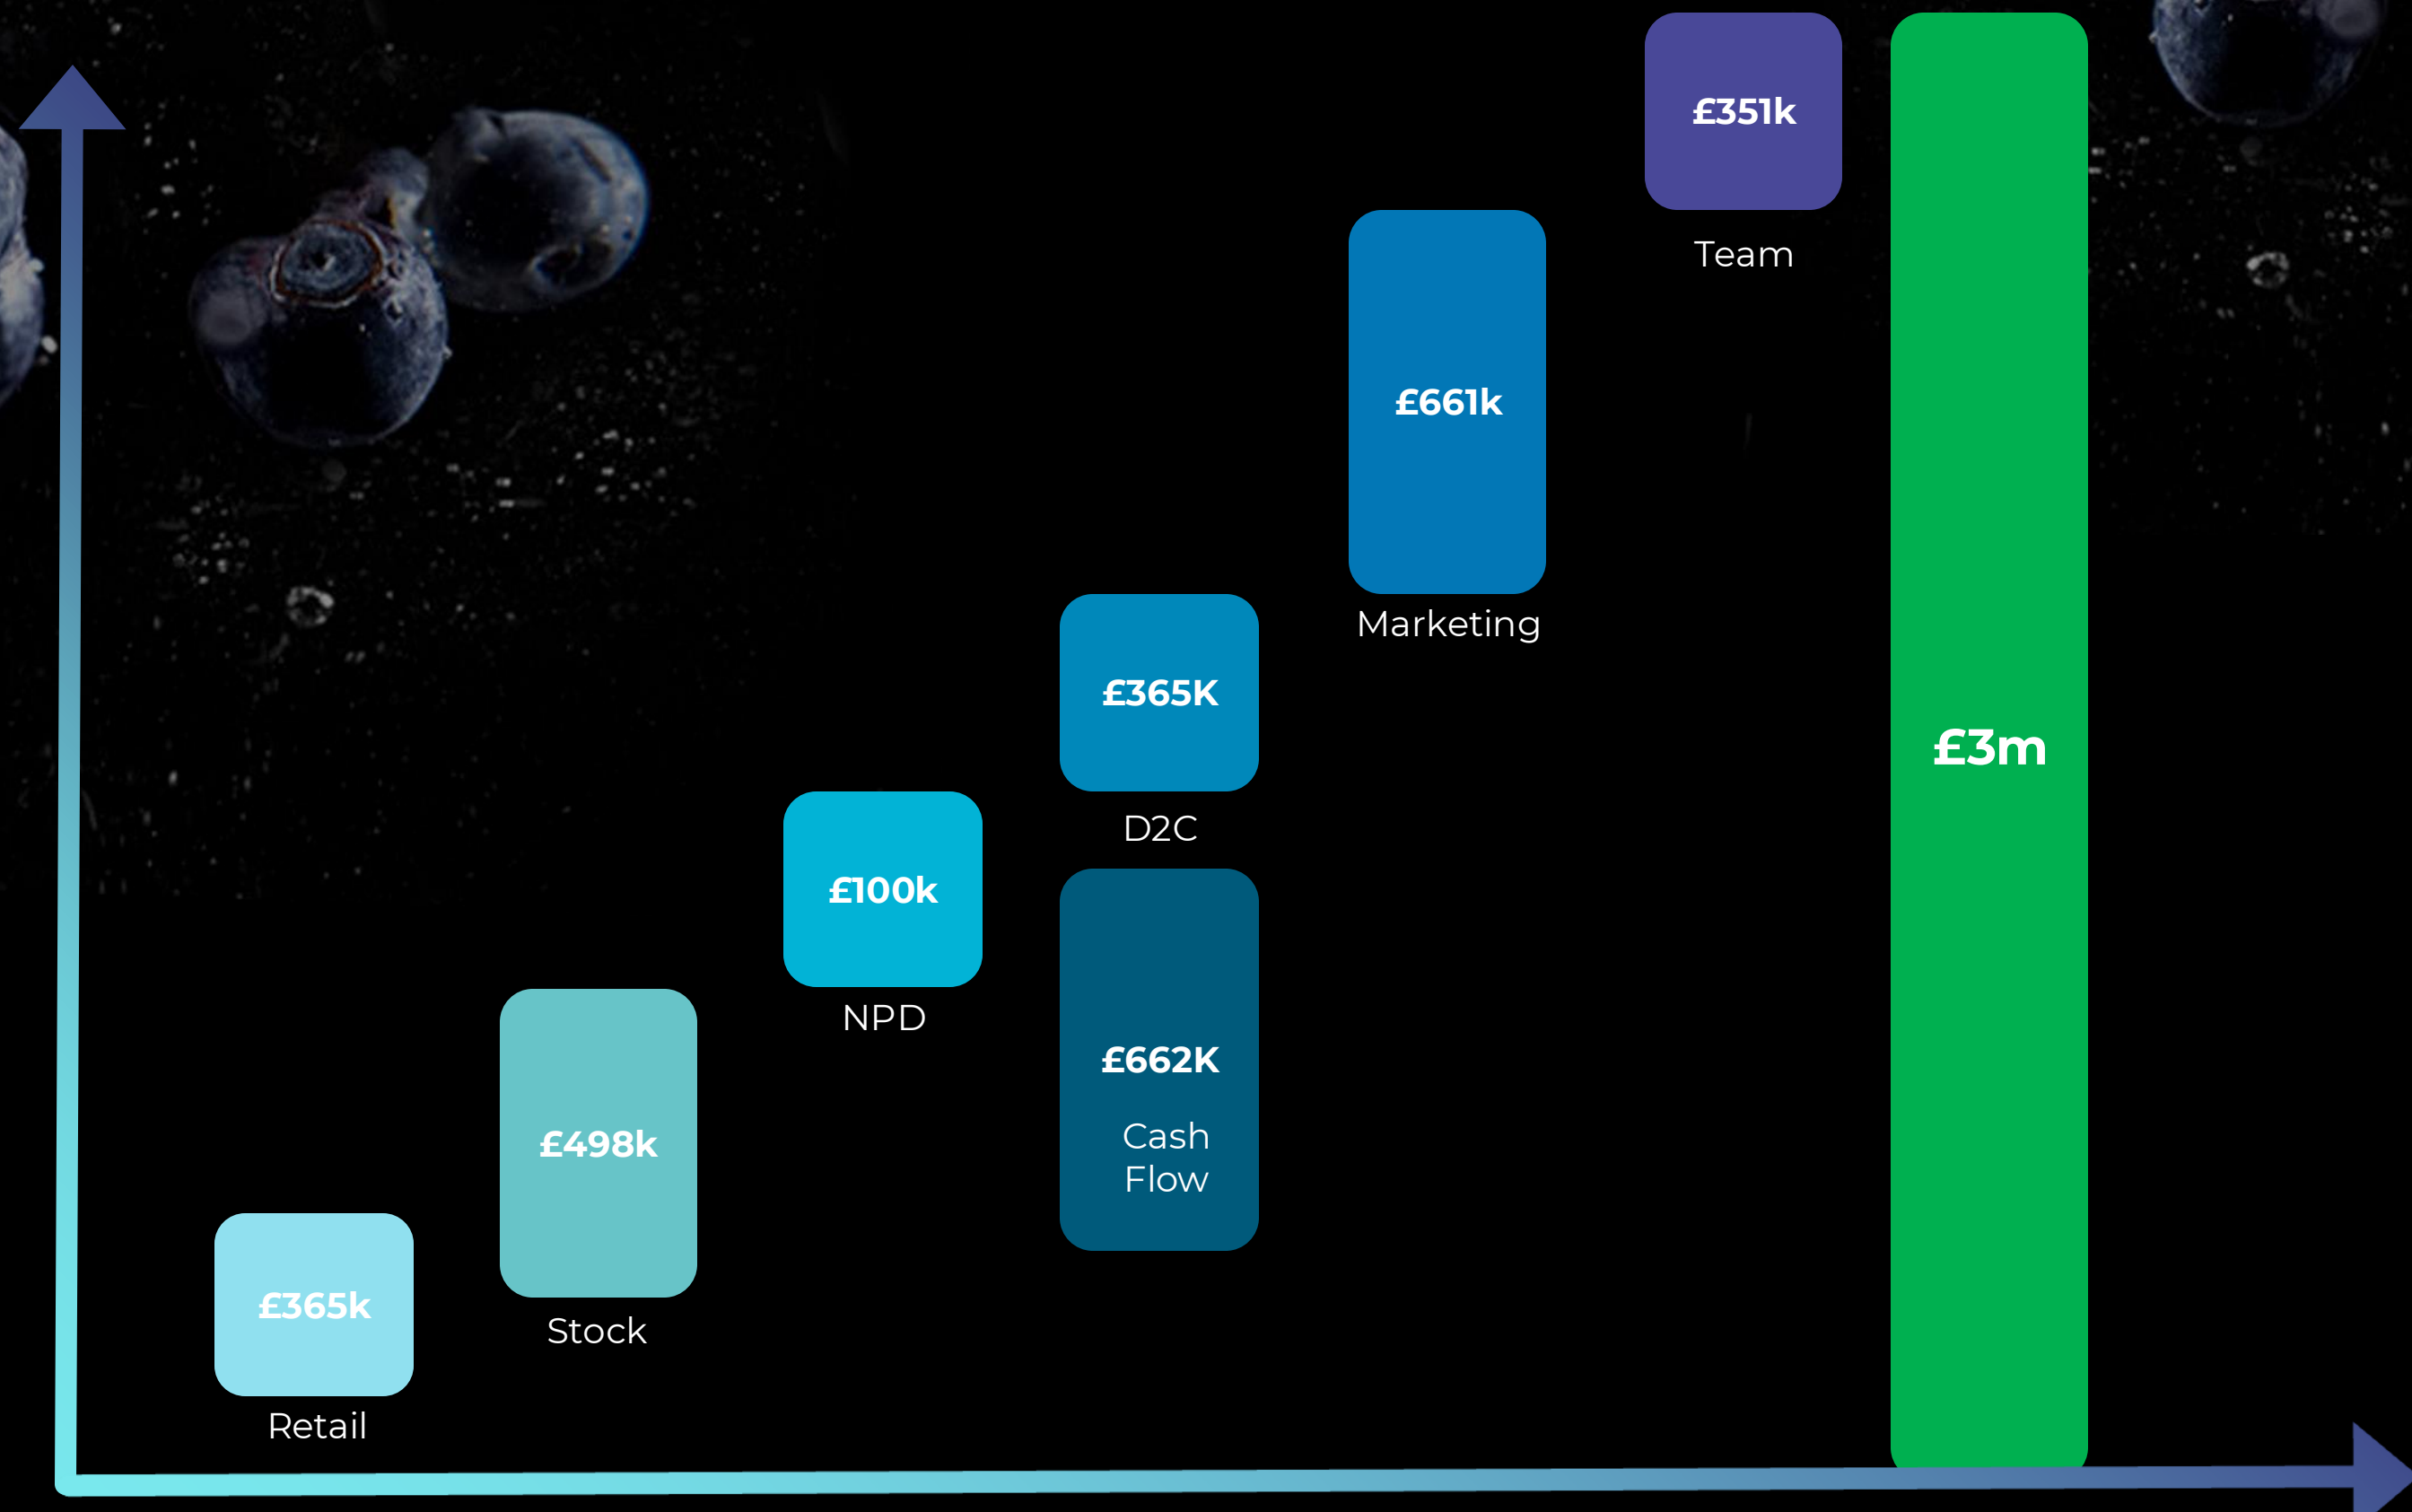 £351k
Team
£661k
Marketing
£3m
£365K
D2C
£100k
NPD
£662K
Cash
Flow
£498k
Stock
£365k
Retail